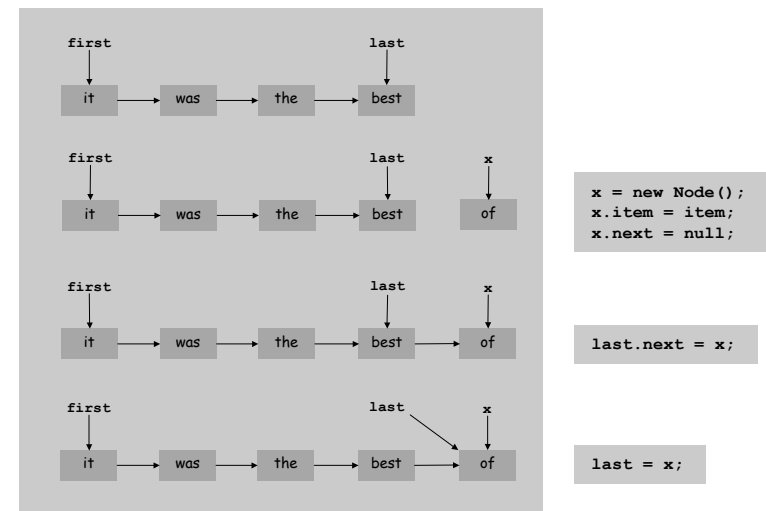 first last
it was the best
first last x
it was the best of
x = new Node();
x.item = item;
x.next = null;
first last x
it was the best of
last.next = x;
first last x
it was the best of
last = x;